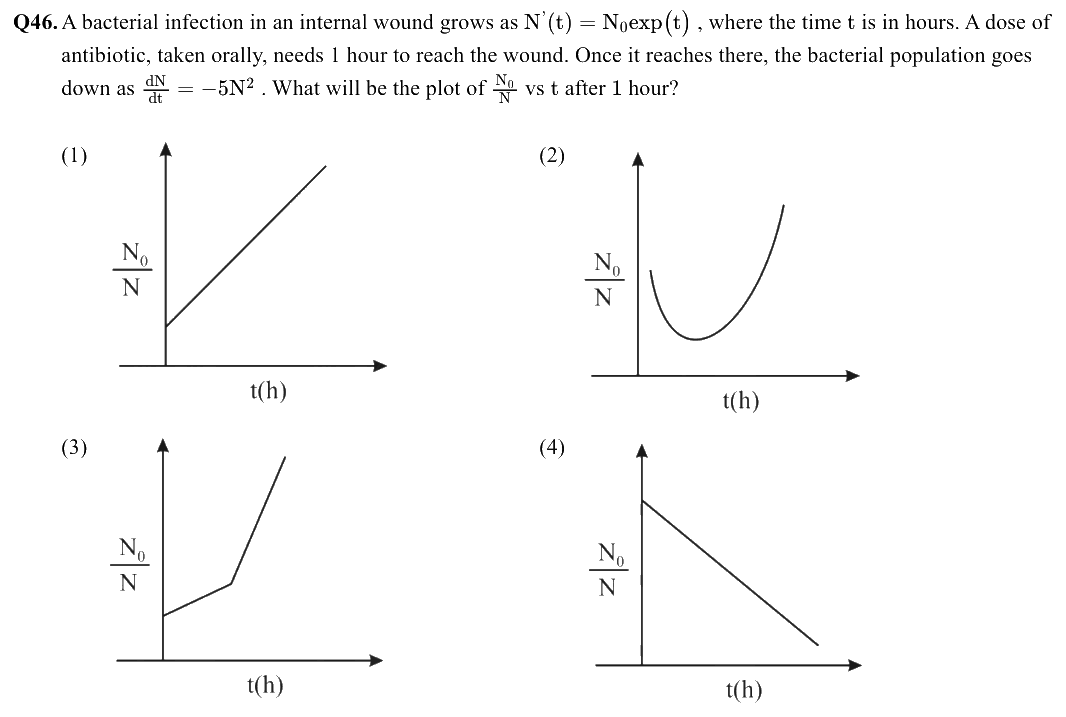 Q46. A bacterial infection in an internal wound grows as N'(t) = N₀exp(t) , where the time t is in hours. A dose of
antibiotic, taken orally, needs 1 hour to reach the wound. Once it reaches there, the bacterial population goes
down as dN/dt = −5N² . What will be the plot of N₀/N vs t after 1 hour?
(1)
N₀/N
t(h)
(2)
N₀/N
t(h)
(3)
N₀/N
t(h)
(4)
N₀/N
t(h)